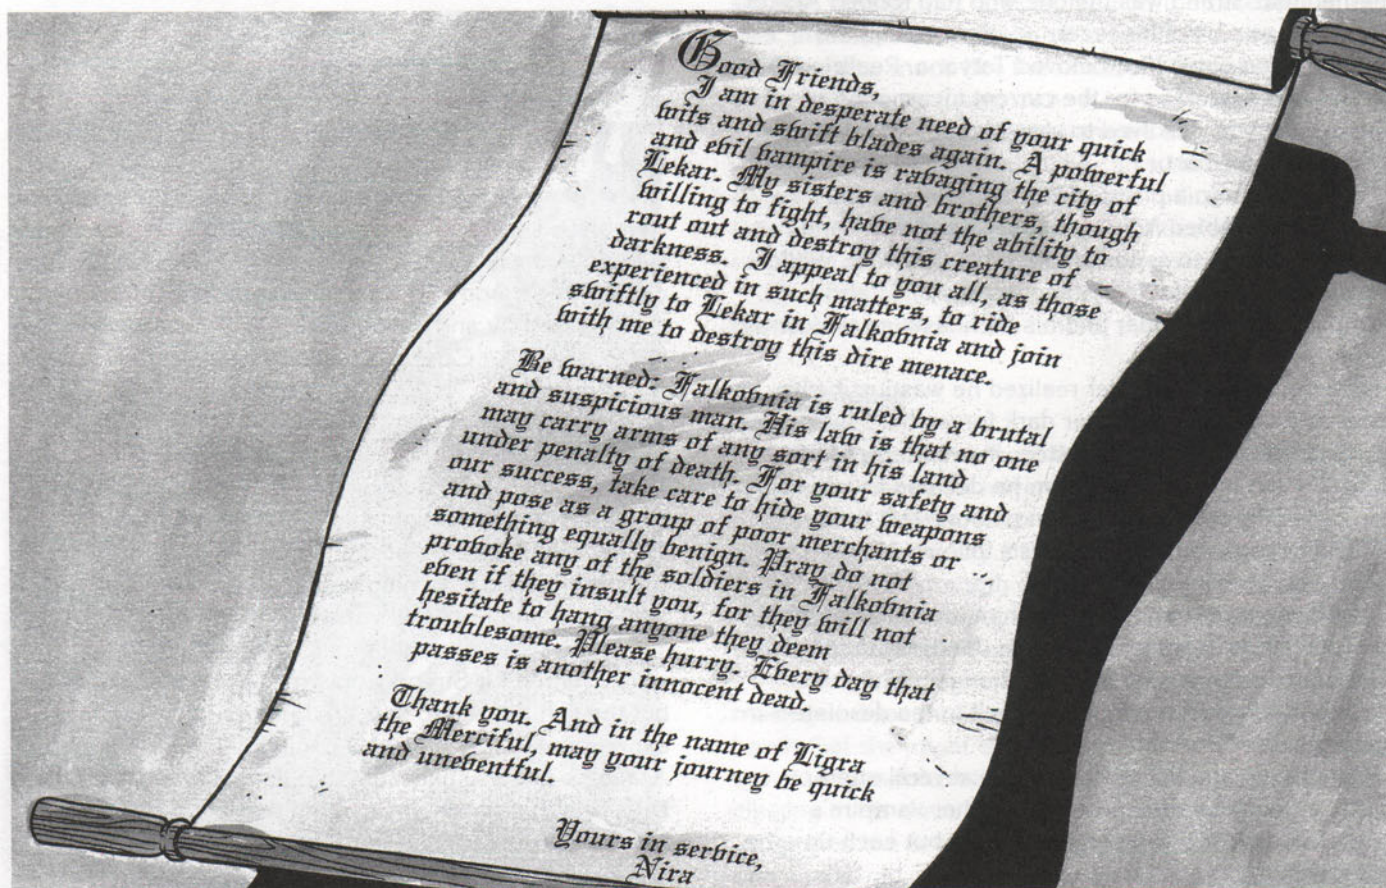 Good Friends,
I am in desperate need of your quick
wits and swift blades again. A powerful
and evil vampire is ravaging the city of
Lekar. My sisters and brothers, though
willing to fight, have not the ability to
rout out and destroy this creature of
darkness. I appeal to you all, as those
experienced in such matters, to ride
swiftly to Lekar in Falkovnia and join
with me to destroy this dire menace.
Be warned: Falkovnia is ruled by a brutal
and suspicious man. His law is that no one
may carry arms of any sort in his land
under penalty of death. For your safety and
our success, take care to hide your weapons
and pose as a group of poor merchants or
something equally benign. Pray do not
provoke any of the soldiers in Falkovnia
even if they insult you, for they will not
hesitate to hang anyone they deem
troublesome. Please hurry. Every day that
passes is another innocent dead.
Thank you. And in the name of Ligra
the Merciful, may your journey be quick
and uneventful.
Yours in service,
Nira